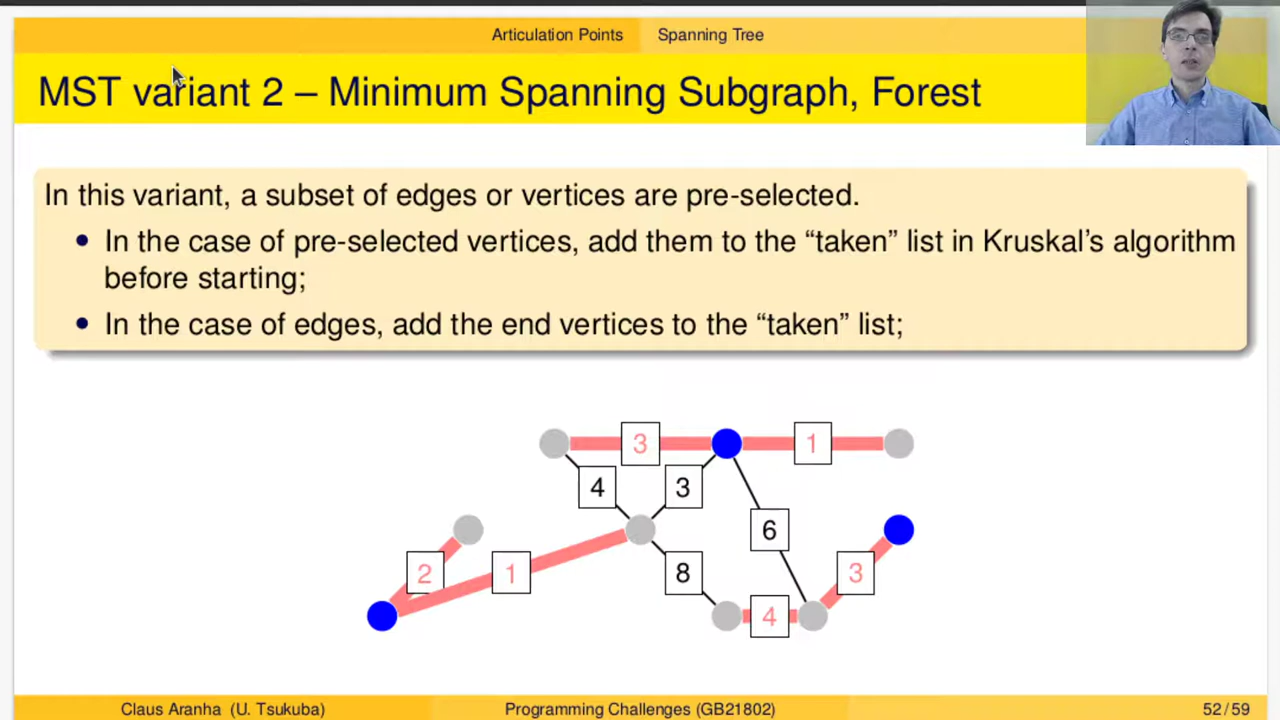 Articulation Points Spanning Tree
MST variant 2 – Minimum Spanning Subgraph, Forest
In this variant, a subset of edges or vertices are pre-selected.
• In the case of pre-selected vertices, add them to the “taken” list in Kruskal’s algorithm
before starting;
• In the case of edges, add the end vertices to the “taken” list;
3 1
4 3
6
2 1 8 3
4
Claus Aranha (U. Tsukuba) Programming Challenges (GB21802) 52/59